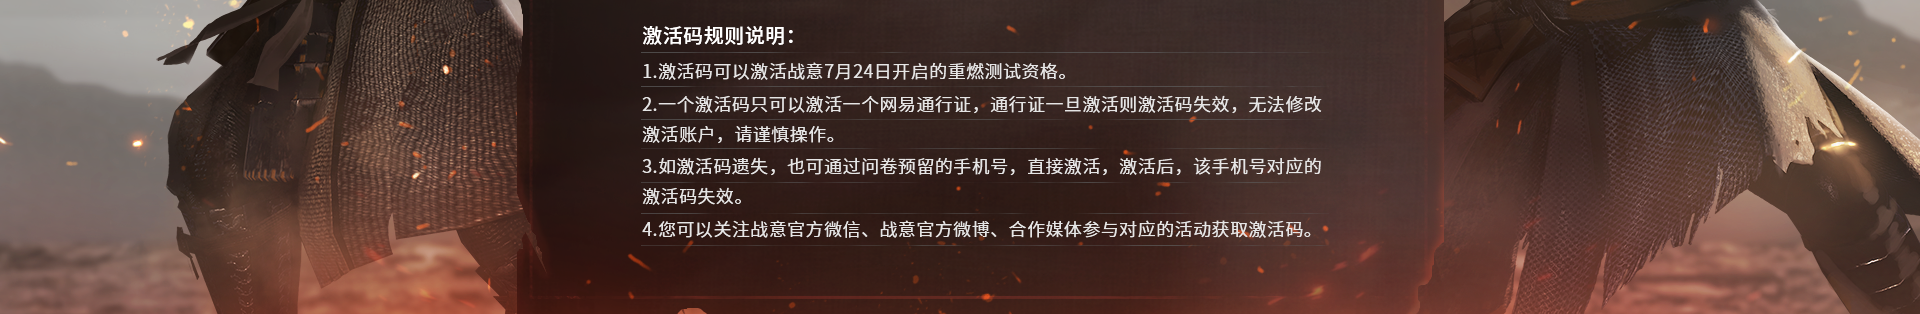 激活码规则说明：
1.激活码可以激活战意7月24日开启的重燃测试资格。
2.一个激活码只可以激活一个网易通行证，通行证一旦激活则激活码失效，无法修改
激活账户，请谨慎操作。
3.如激活码遗失，也可通过问卷预留的手机号，直接激活，激活后，该手机号对应的
激活码失效。
4.您可以关注战意官方微信、战意官方微博、合作媒体参与对应的活动获取激活码。